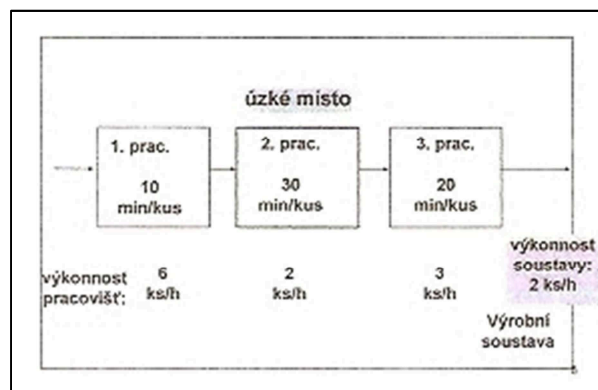 úzké místo
1. prac.
10
min/kus
2. prac.
30
min/kus
3. prac.
20
min/kus
výkonnost
pracovišť:
6
ks/h
2
ks/h
3
ks/h
výkonnost
soustavy:
2 ks/h
Výrobní
soustava